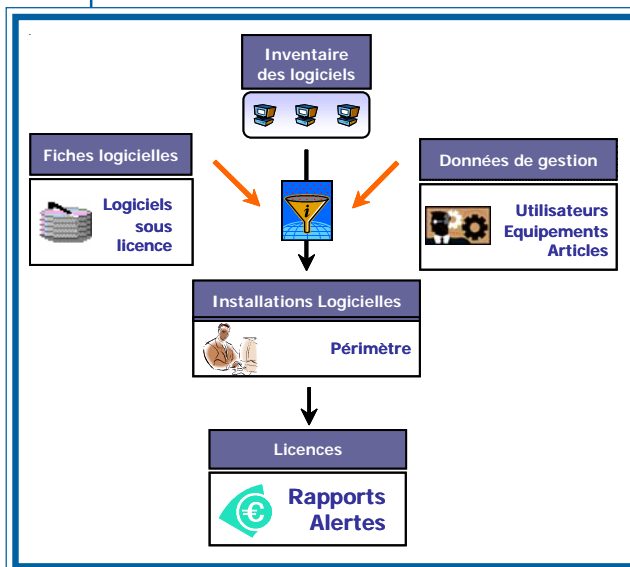 Inventaire
des logiciels
Fiches logicielles
Logiciels
sous
licence
Données de gestion
Utilisateurs
Equipements
Articles
i
Installations Logicielles
Périmètre
Licences
€
Rapports
Alertes